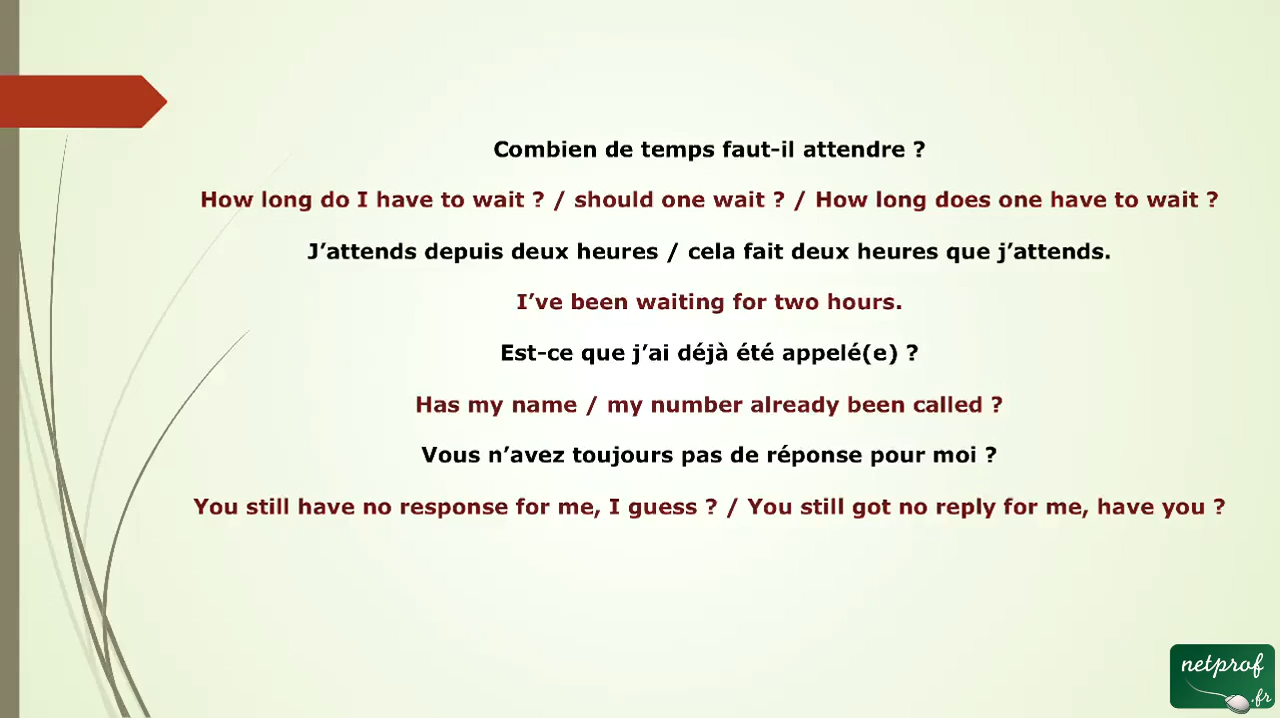 Combien de temps faut-il attendre ?
How long do I have to wait ? / should one wait ? / How long does one have to wait ?
J’attends depuis deux heures / cela fait deux heures que j’attends.
I’ve been waiting for two hours.
Est-ce que j’ai déjà été appelé(e) ?
Has my name / my number already been called ?
Vous n’avez toujours pas de réponse pour moi ?
You still have no response for me, I guess ? / You still got no reply for me, have you ?
netprof
.fr